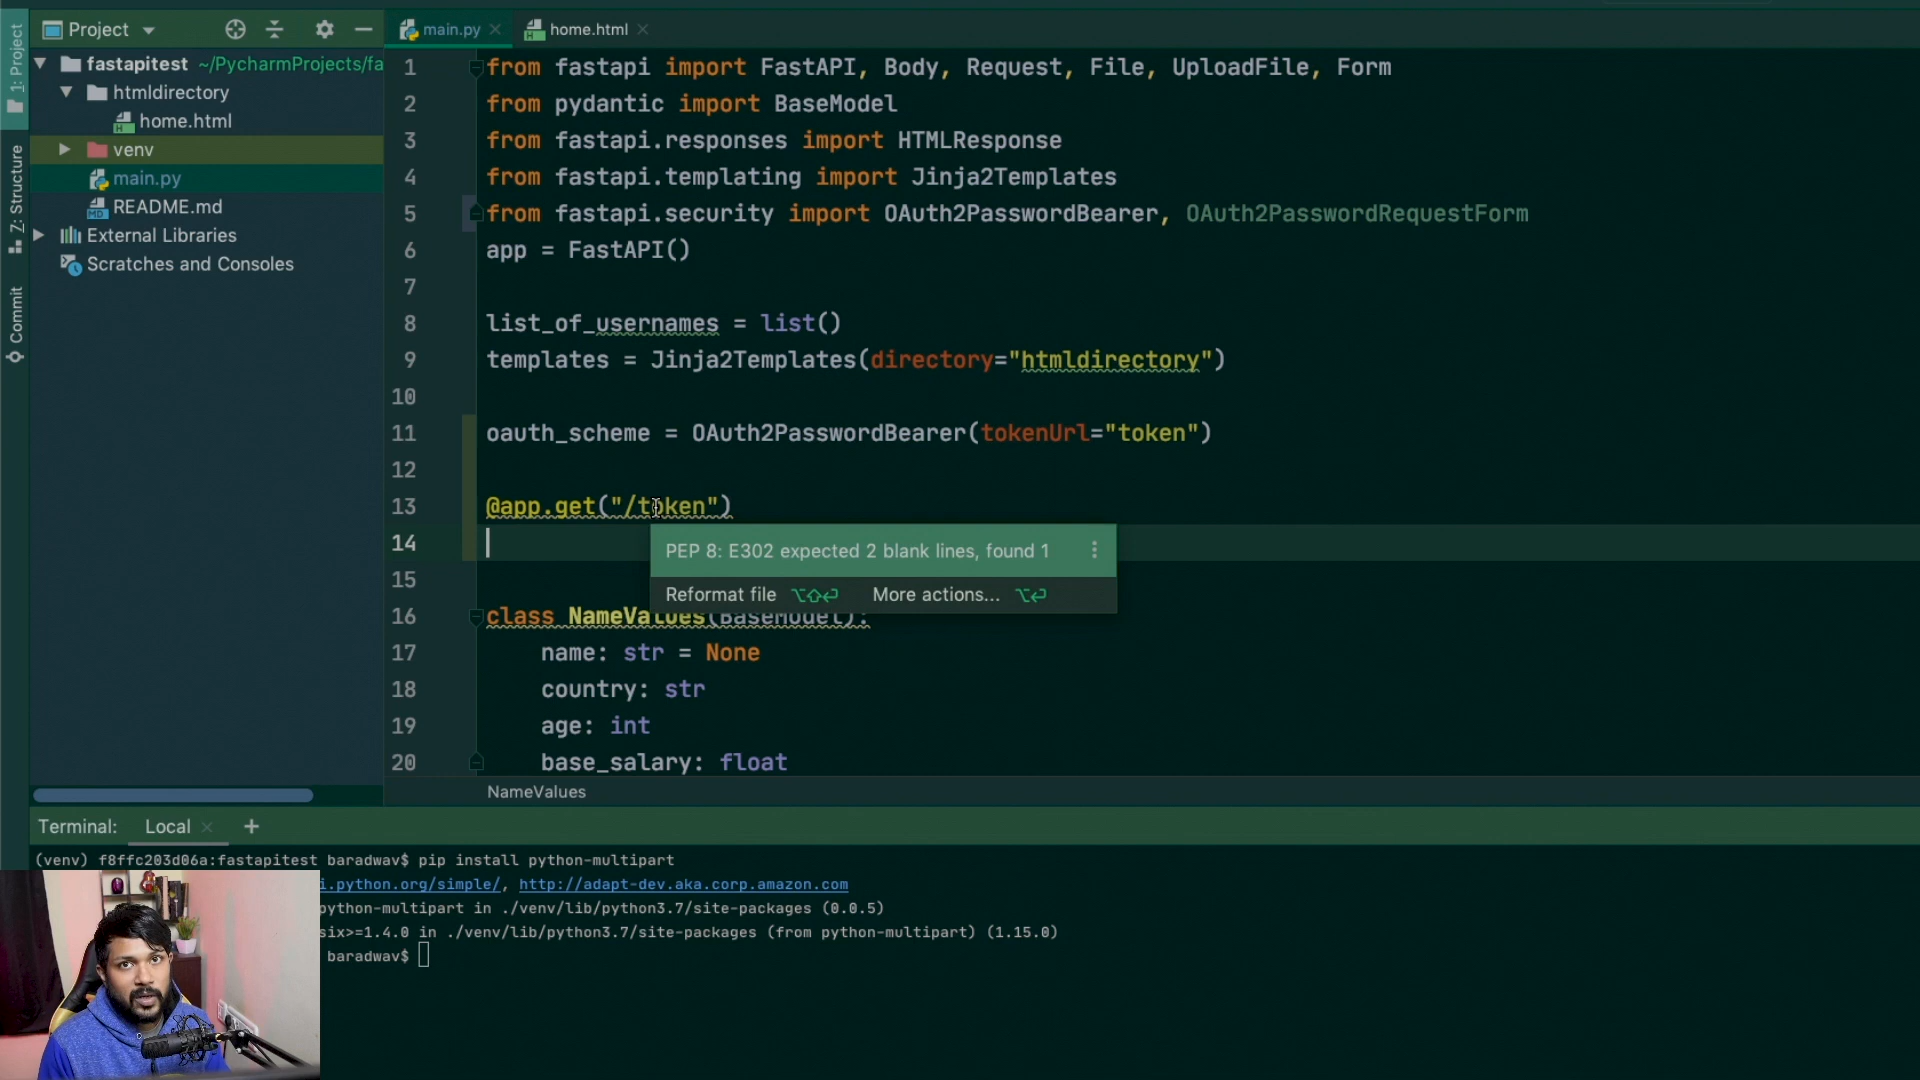 1: Project
Z: Structure
Commit
Project
fastapitest ~/PycharmProjects/fa
htmldirectory
home.html
venv
main.py
README.md
External Libraries
Scratches and Consoles
main.py
home.html
1 from fastapi import FastAPI, Body, Request, File, UploadFile, Form
2 from pydantic import BaseModel
3 from fastapi.responses import HTMLResponse
4 from fastapi.templating import Jinja2Templates
5 from fastapi.security import OAuth2PasswordBearer, OAuth2PasswordRequestForm
6 app = FastAPI()
7
8 list_of_usernames = list()
9 templates = Jinja2Templates(directory="htmldirectory")
10
11 oauth_scheme = OAuth2PasswordBearer(tokenUrl="token")
12
13 @app.get("/token")
14
PEP 8: E302 expected 2 blank lines, found 1
15
Reformat file ⌥⇧⏎ More actions... ⌥⏎
16 class NameValues(BaseModel):
17 name: str = None
18 country: str
19 age: int
20 base_salary: float
NameValues
Terminal: Local +
(venv) f8ffc203d06a:fastapitest baradwav$ pip install python-multipart
i.python.org/simple/, http://adapt-dev.aka.corp.amazon.com
python-multipart in ./venv/lib/python3.7/site-packages (0.0.5)
six>=1.4.0 in ./venv/lib/python3.7/site-packages (from python-multipart) (1.15.0)
baradwav$